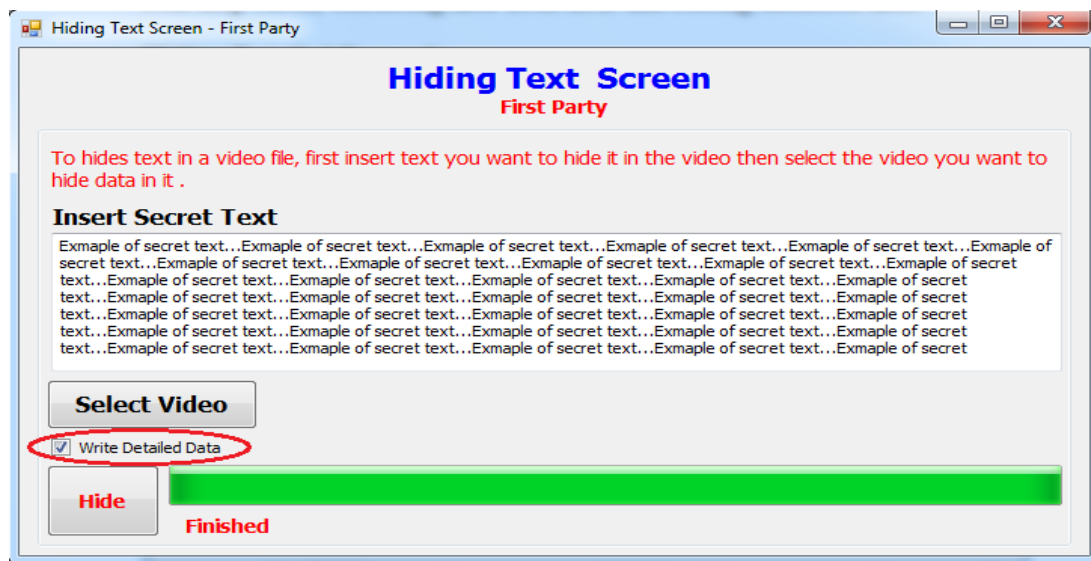 Hiding Text Screen - First Party
Hiding Text Screen
First Party
To hides text in a video file, first insert text you want to hide it in the video then select the video you want to
hide data in it .
Insert Secret Text
Exmaple of secret text...Exmaple of secret text...Exmaple of secret text...Exmaple of secret text...Exmaple of secret text...Exmaple of
secret text...Exmaple of secret text...Exmaple of secret text...Exmaple of secret text...Exmaple of secret text...Exmaple of secret
text...Exmaple of secret text...Exmaple of secret text...Exmaple of secret text...Exmaple of secret text...Exmaple of secret
text...Exmaple of secret text...Exmaple of secret text...Exmaple of secret text...Exmaple of secret text...Exmaple of secret
text...Exmaple of secret text...Exmaple of secret text...Exmaple of secret text...Exmaple of secret text...Exmaple of secret
text...Exmaple of secret text...Exmaple of secret text...Exmaple of secret text...Exmaple of secret text...Exmaple of secret
text...Exmaple of secret text...Exmaple of secret text...Exmaple of secret text...Exmaple of secret text...Exmaple of secret
Select Video
Write Detailed Data
Hide
Finished